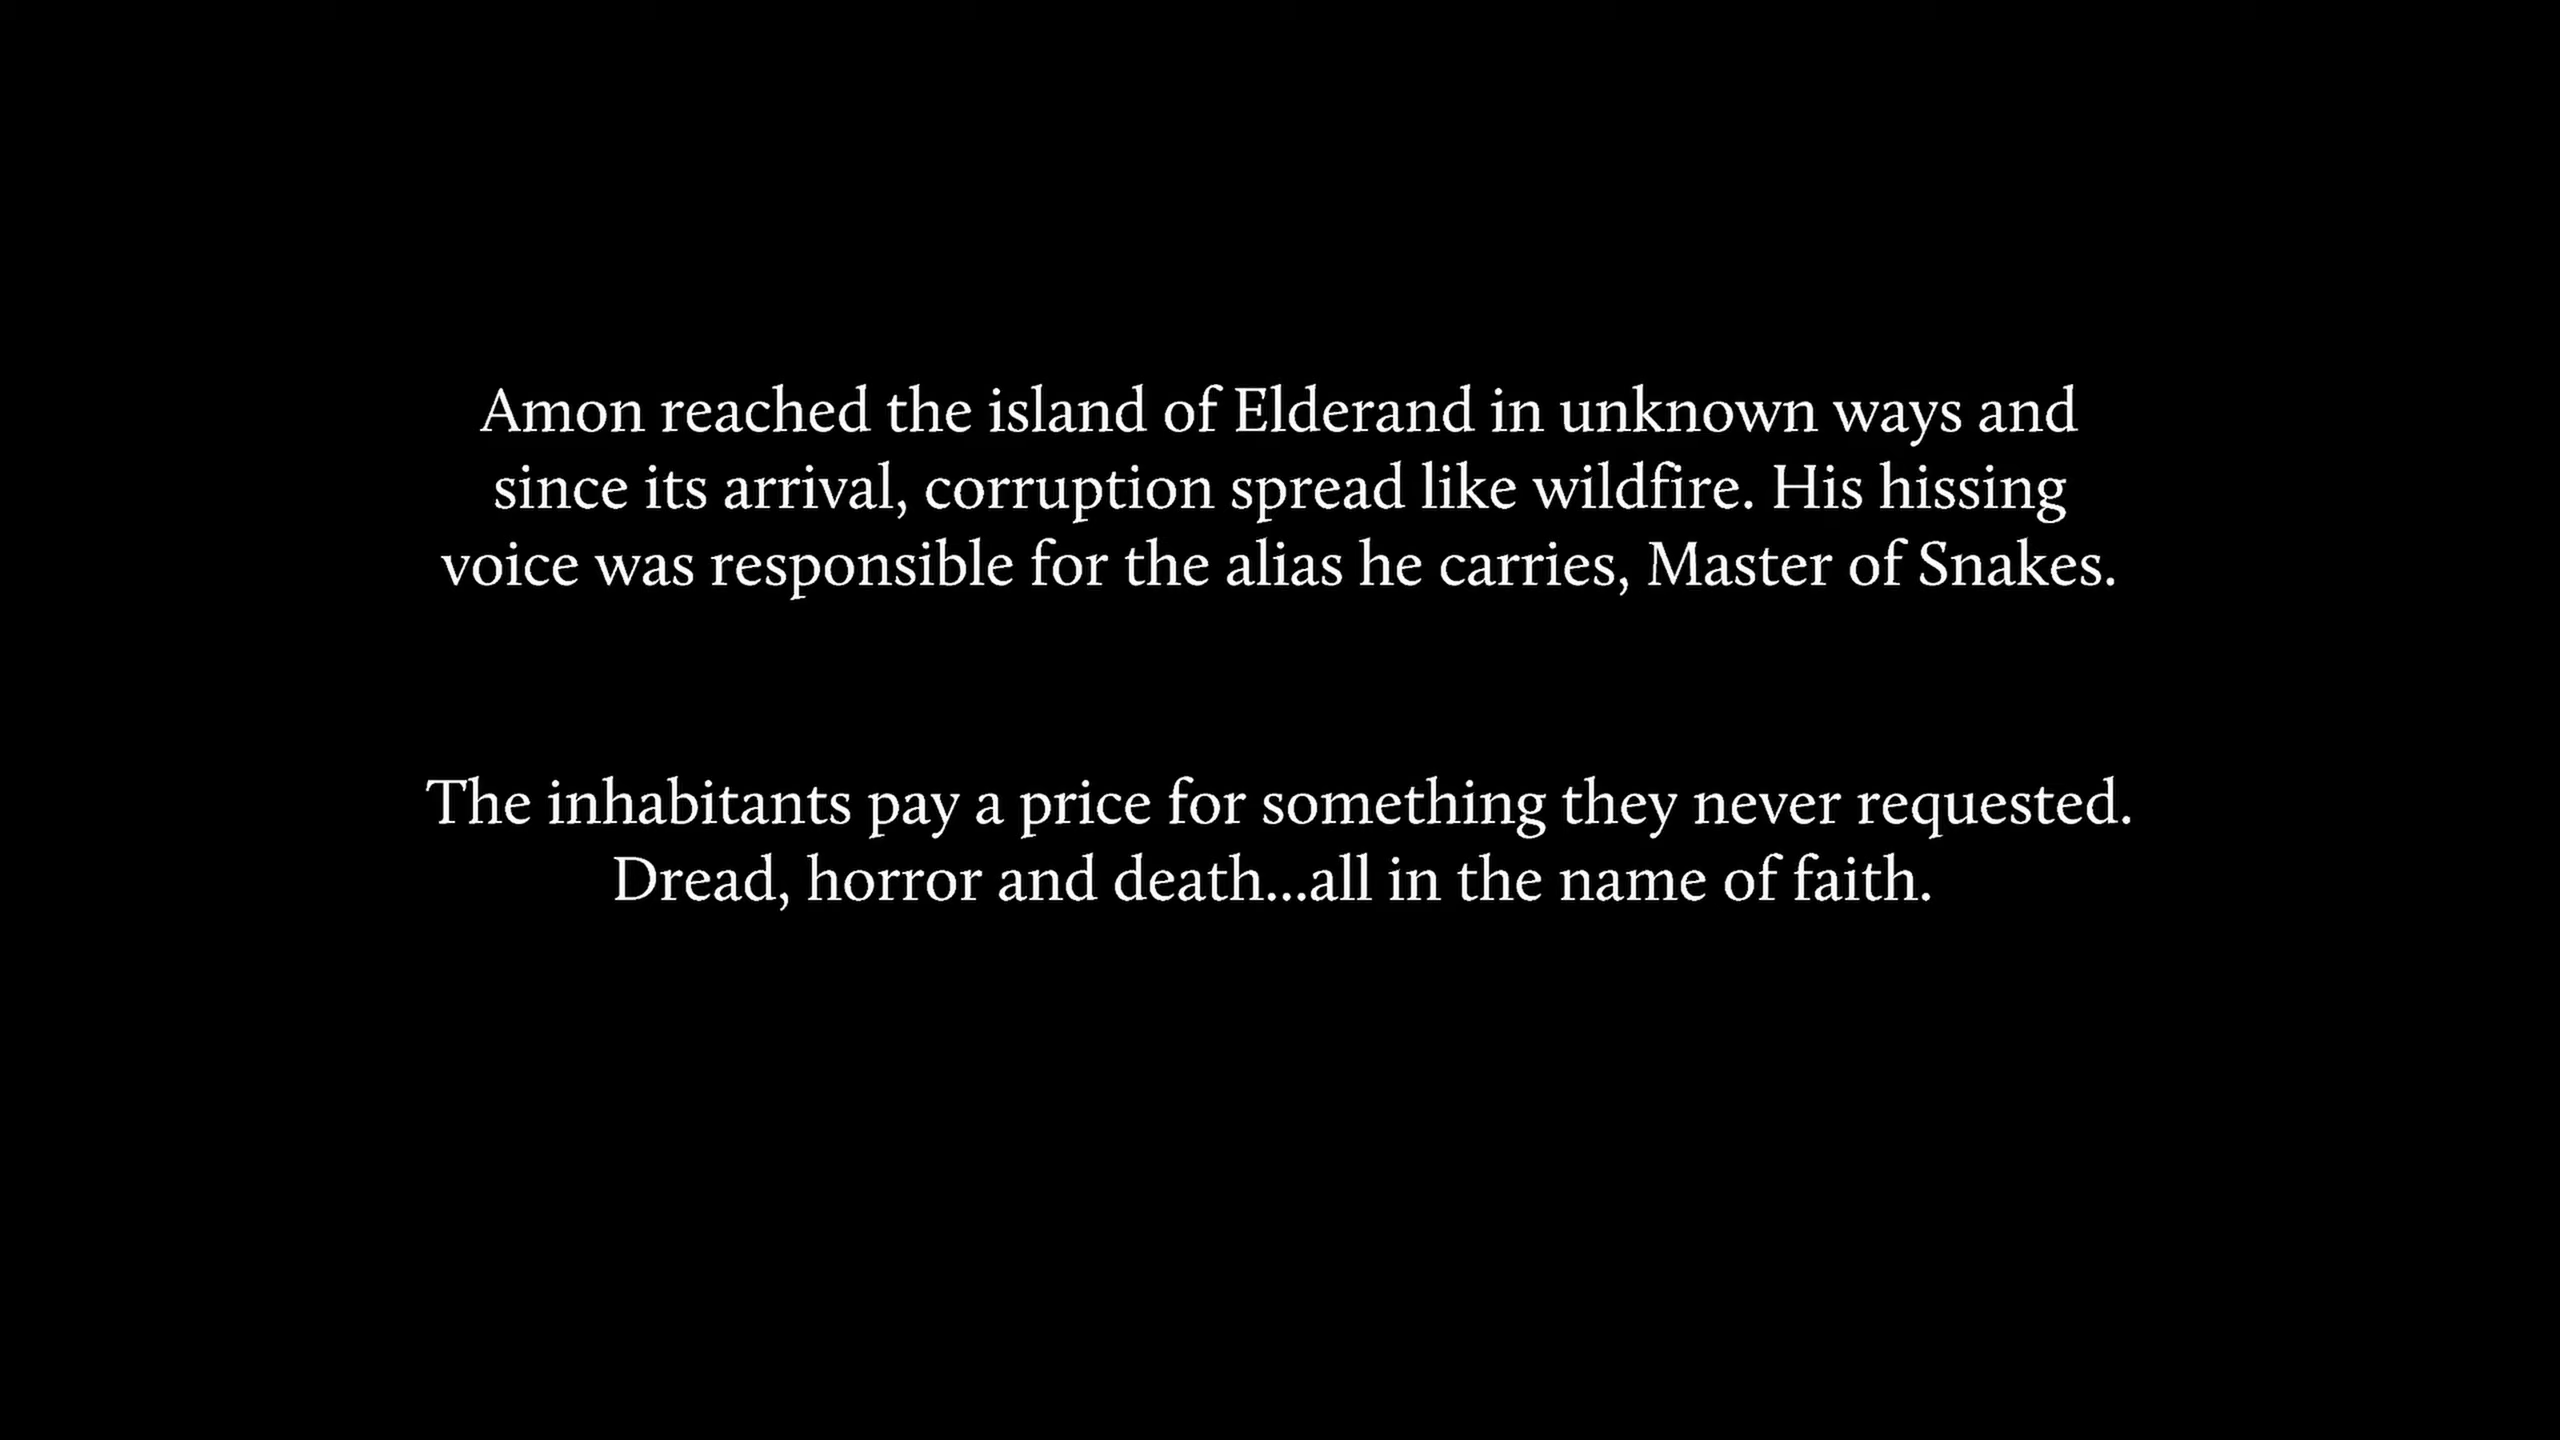 Amon reached the island of Elderand in unknown ways and
since its arrival, corruption spread like wildfire. His hissing
voice was responsible for the alias he carries, Master of Snakes.
The inhabitants pay a price for something they never requested.
Dread, horror and death...all in the name of faith.